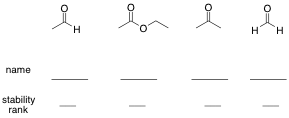 O O O O
H O H H
name
stability
rank